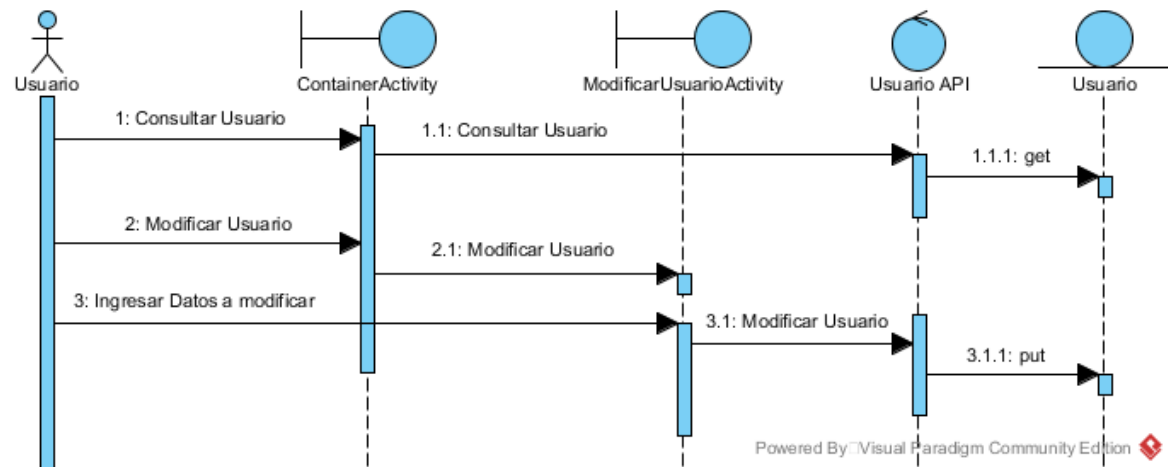 Usuario
ContainerActivity
ModificarUsuarioActivity
Usuario API
Usuario
1: Consultar Usuario
1.1: Consultar Usuario
1.1.1: get
2: Modificar Usuario
2.1: Modificar Usuario
3: Ingresar Datos a modificar
3.1: Modificar Usuario
3.1.1: put
Powered By Visual Paradigm Community Edition